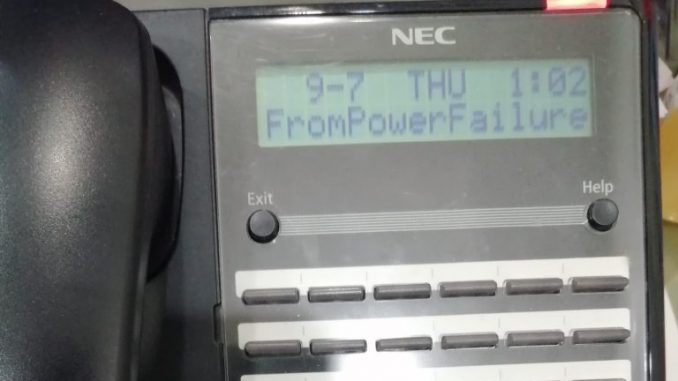 NEC
9-7 THU 1:02
FromPowerFailure
Exit
Help